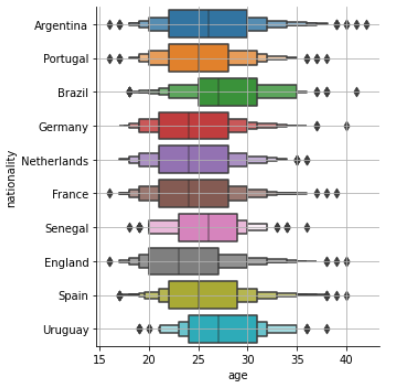 Argentina
Portugal
Brazil
Germany
Netherlands
France
Senegal
England
Spain
Uruguay
nationality
15 20 25 30 35 40
age